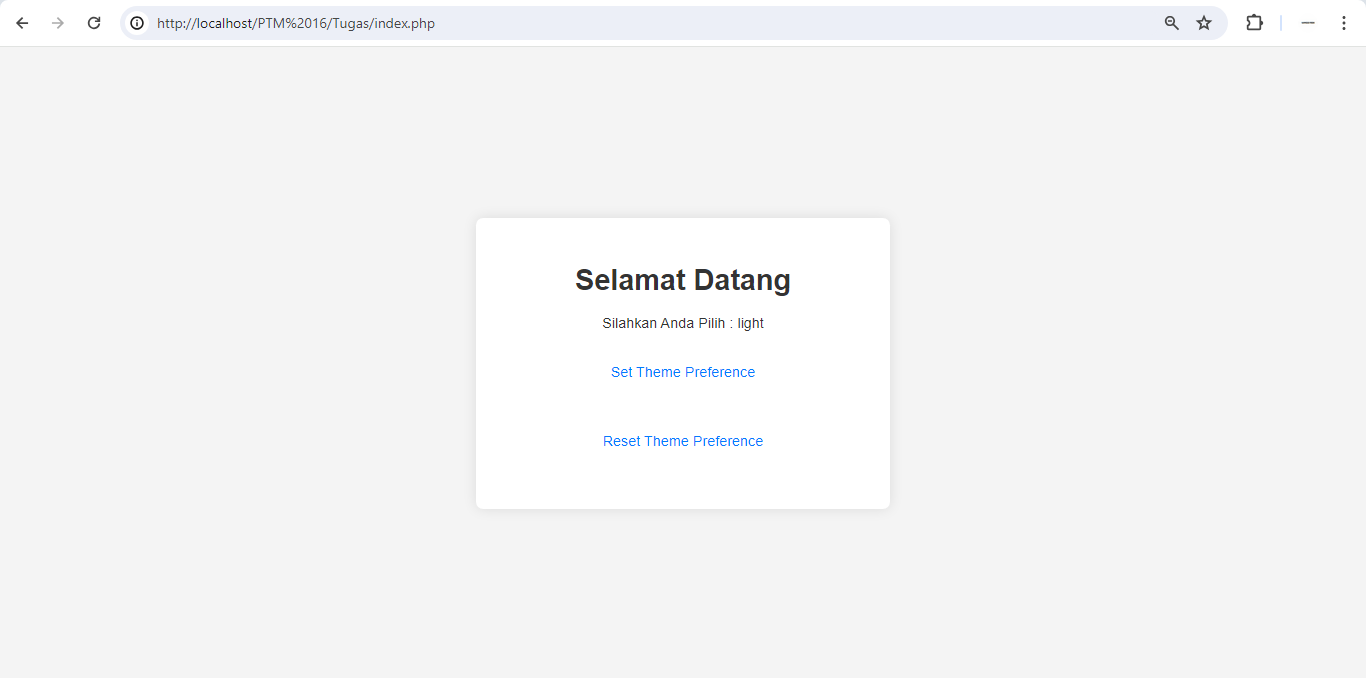 http://localhost/PTM%2016/Tugas/index.php
Selamat Datang
Silahkan Anda Pilih : light
Set Theme Preference
Reset Theme Preference